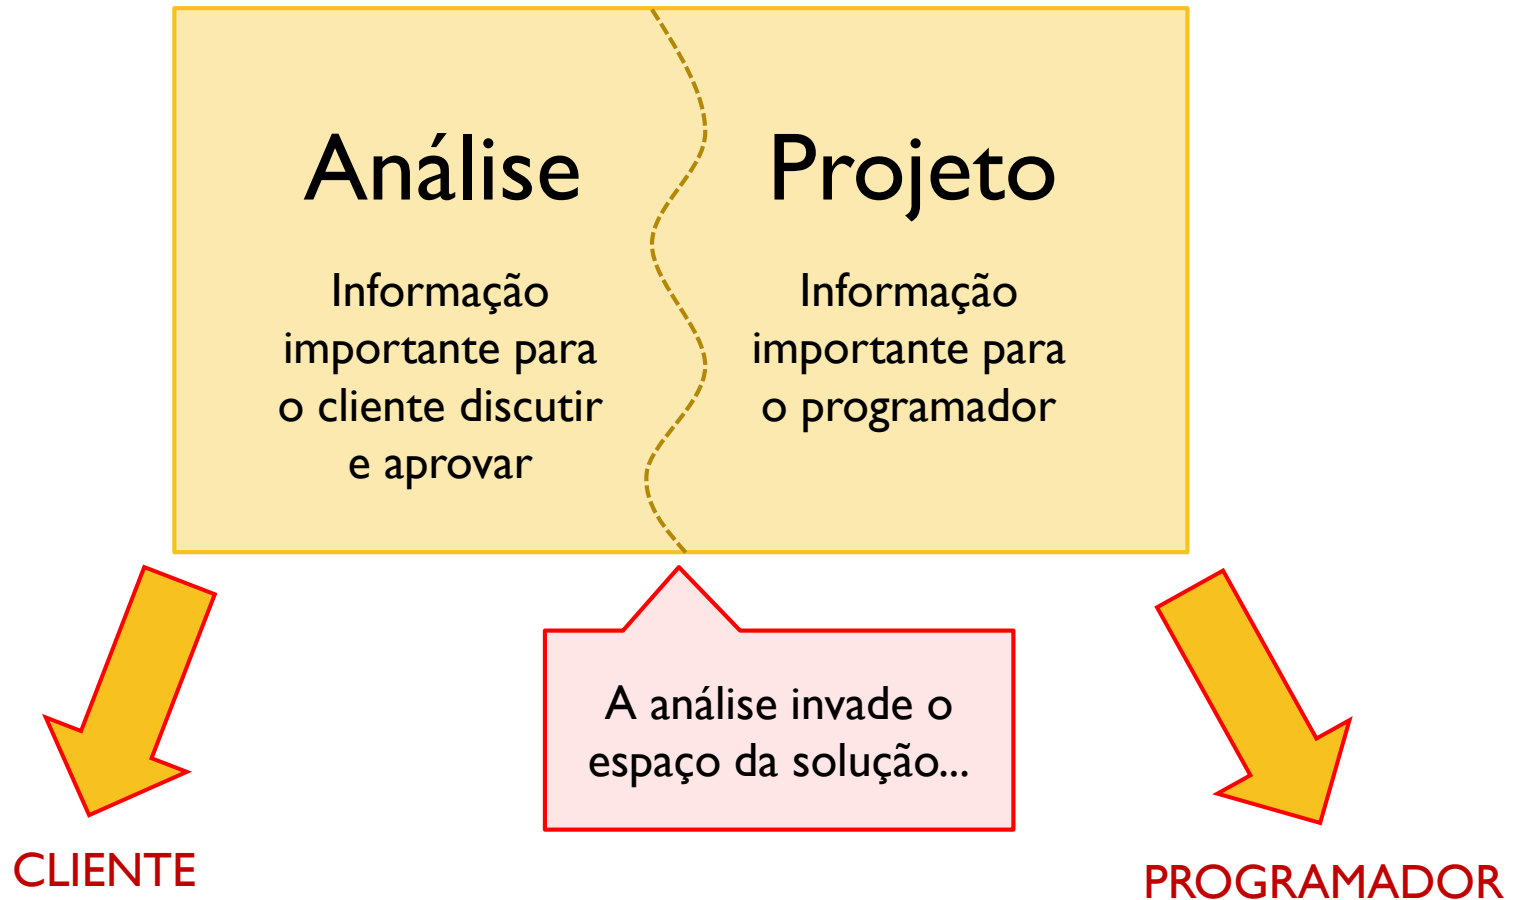 Análise
Informação
importante para
o cliente discutir
e aprovar
Projeto
Informação
importante para
o programador
A análise invade o
espaço da solução...
CLIENTE
PROGRAMADOR